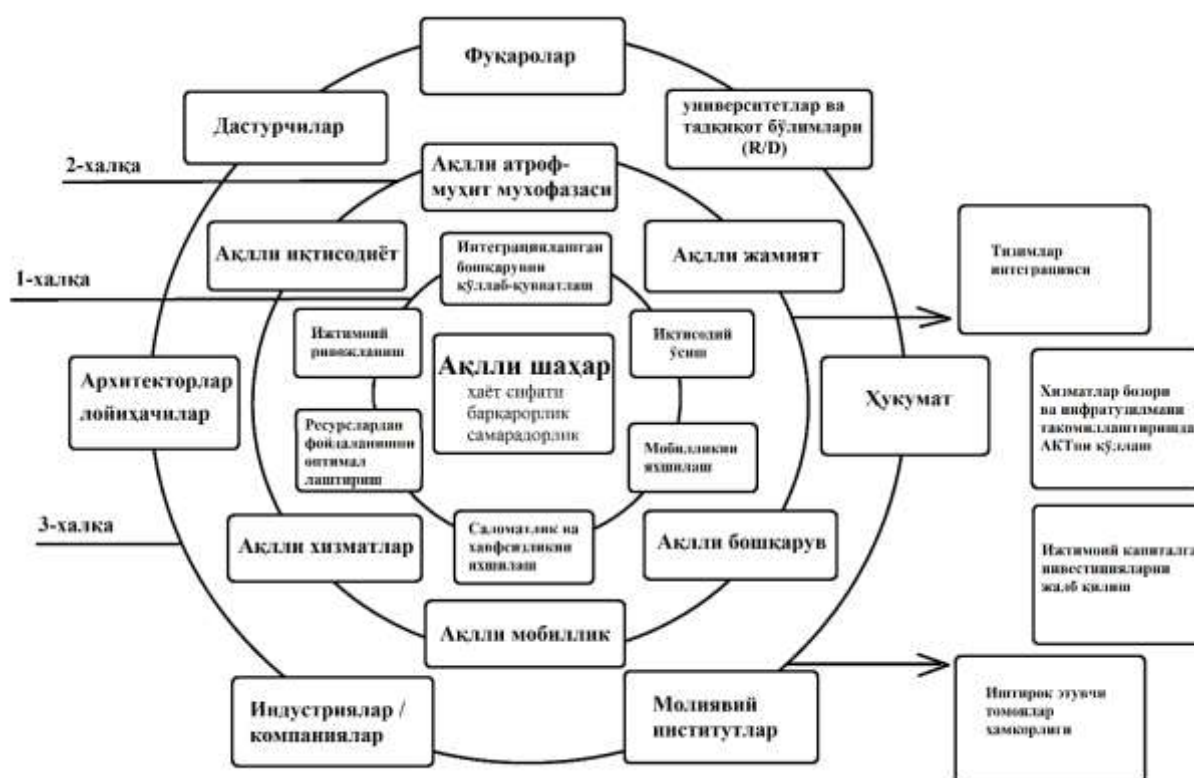 Фуқаролар
Дастурчилар
университетлар ва
тадқиқот бўлимлари
(R/D)
2-халқа
Ақлли атроф-
муҳит мухофазаси
Ақлли иқтисодиёт
Интеграциялашган
бошқарувни
қўллаб-қувватлаш
Ақлли жамият
Тизимлар
интеграцияси
1-халқа
Ижтимоий
ривожланиш
Ақлли шаҳар
ҳаёт сифати
барқарорлик
самарадорлик
Иқтисодий
ўсиш
Архитекторлар
лойиҳачилар
Ҳукумат
Хизматлар бозори
ва инфратузилмани
такомиллаштиришда
АКТни қўллаш
Ресурслардан
фойдаланишни
оптимал
лаштириш
Мобилликни
яхшилаш
3-халқа
Ақлли хизматлар
Саломатлик ва
хавфсизликни
яхшилаш
Ақлли бошқарув
Ижтимоий капиталга
инвестицияларни
жалб қилиш
Ақлли мобиллик
Индустриялар /
компаниялар
Молиявий
институтлар
Иштирок этувчи
томонлар
ҳамкорлиги